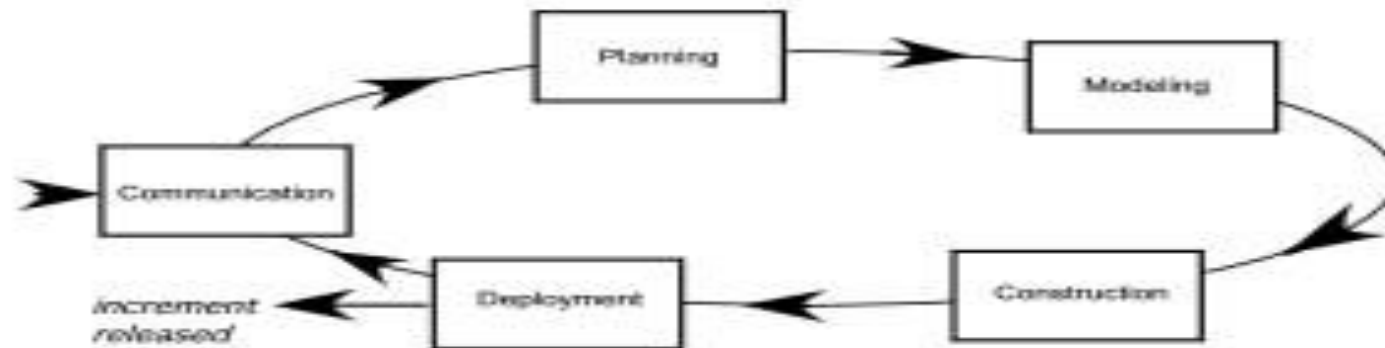 Planning
Modeling
Communication
Construction
Deployment
increment
released